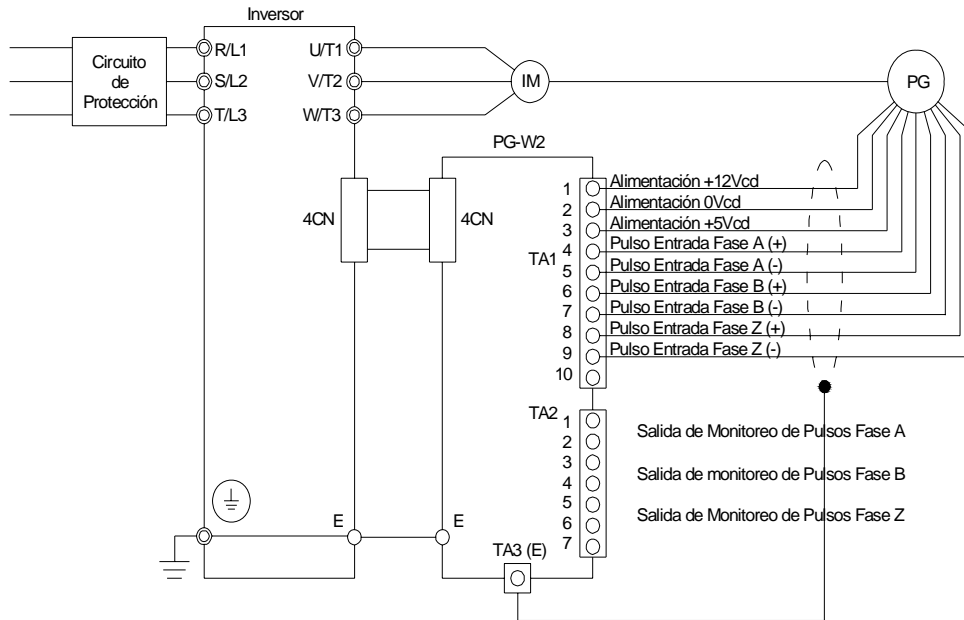 Inversor
Circuito
de
Protección
R/L1
S/L2
T/L3
U/T1
V/T2
W/T3
IM
PG
PG-W2
4CN
4CN
TA1
1 Alimentación +12Vcd
2 Alimentación 0Vcd
3 Alimentación +5Vcd
4 Pulso Entrada Fase A (+)
5 Pulso Entrada Fase A (-)
6 Pulso Entrada Fase B (+)
7 Pulso Entrada Fase B (-)
8 Pulso Entrada Fase Z (+)
9 Pulso Entrada Fase Z (-)
10
TA2
1
2
3
4
5
6
7
Salida de Monitoreo de Pulsos Fase A
Salida de monitoreo de Pulsos Fase B
Salida de Monitoreo de Pulsos Fase Z
E
E
TA3 (E)